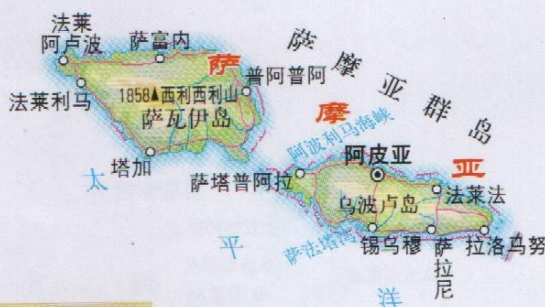 法莱
阿卢波
萨富内
萨摩亚群岛
萨摩亚
普阿普阿
法莱利马
1858▲西利西利山
萨瓦伊岛
阿波利马海峡
阿皮亚
塔加
萨塔普阿拉
法莱法
乌波卢岛
太平洋
萨法塔湾
锡乌穆
萨拉尼
拉洛马努